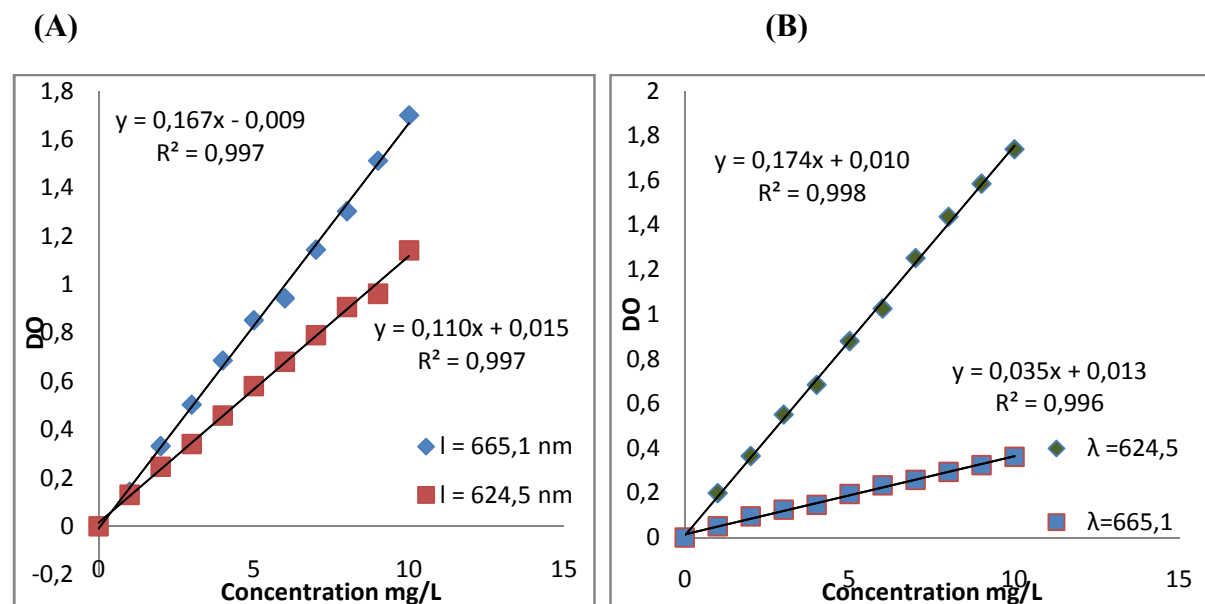 (A)
1,8
1,6
1,4
1,2
1
0,8
0,6
0,4
0,2
0
-0,2
DO
y = 0,167x - 0,009
R² = 0,997
y = 0,110x + 0,015
R² = 0,997
l = 665,1 nm
l = 624,5 nm
0 5 10 15
Concentration mg/L
(B)
2
1,8
1,6
1,4
1,2
1
0,8
0,6
0,4
0,2
0
DO
y = 0,174x + 0,010
R² = 0,998
y = 0,035x + 0,013
R² = 0,996
λ =624,5
λ=665,1
0 5 10 15
Concentration mg/L